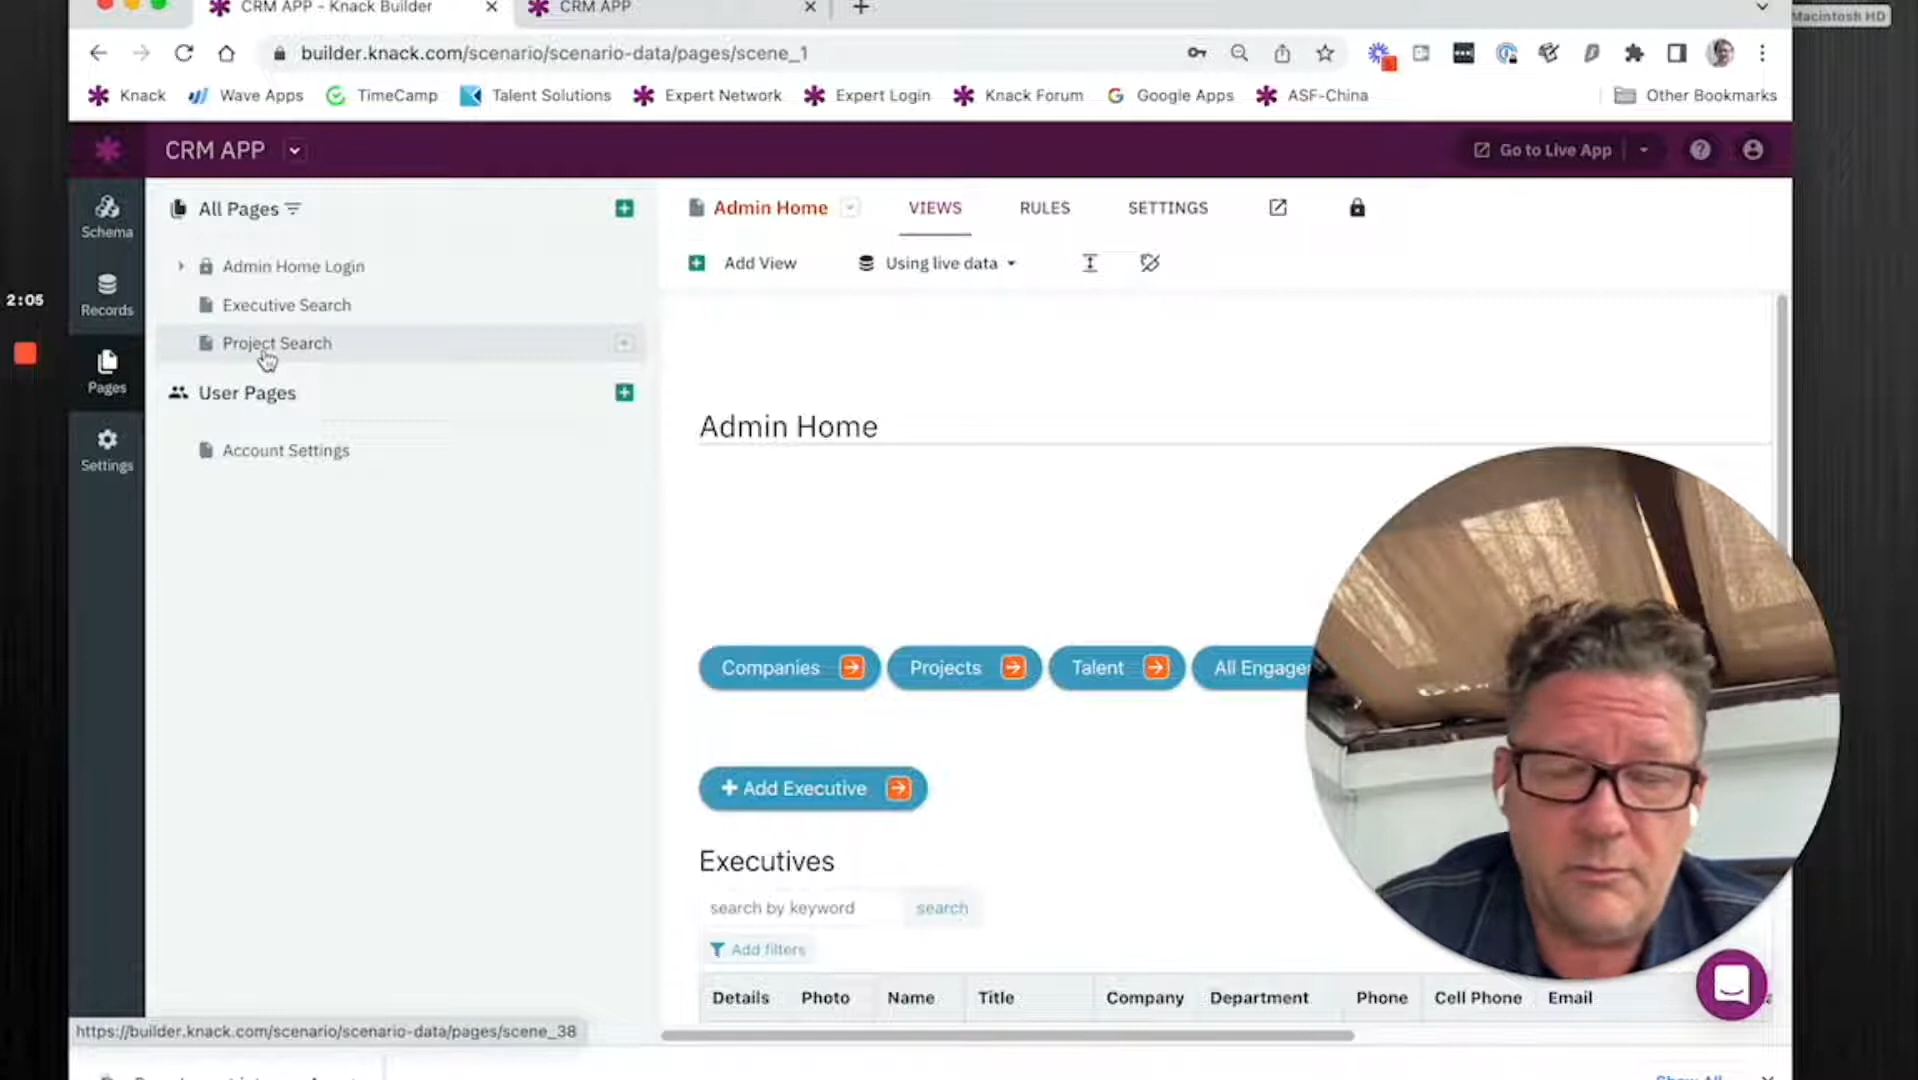 Macintosh HD
CRM APP - Knack Builder
CRM APP
builder.knack.com/scenario/scenario-data/pages/scene_1
Knack
Wave Apps
TimeCamp
Talent Solutions
Expert Network
Expert Login
Knack Forum
Google Apps
ASF-China
Other Bookmarks
CRM APP
Go to Live App
Schema
Records
Pages
Settings
2:05
All Pages
Admin Home Login
Executive Search
Project Search
User Pages
Account Settings
Admin Home
VIEWS
RULES
SETTINGS
Add View
Using live data
Admin Home
Companies
Projects
Talent
All Engage
+ Add Executive
Executives
search by keyword
search
Add filters
Details Photo Name Title Company Department Phone Cell Phone Email
https://builder.knack.com/scenario/scenario-data/pages/scene_38
Show All